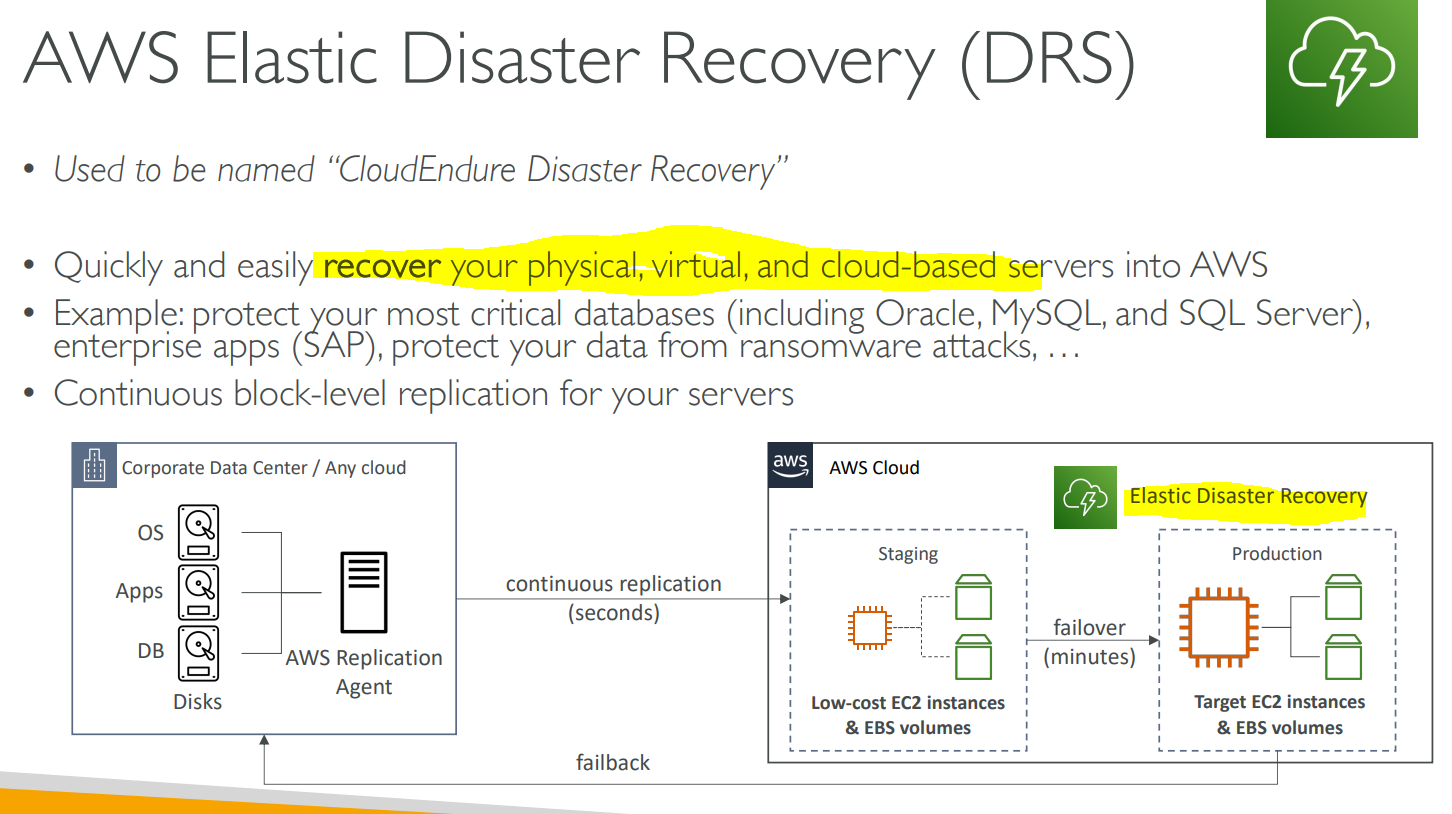 AWS Elastic Disaster Recovery (DRS)
• Used to be named “CloudEndure Disaster Recovery”
• Quickly and easily recover your physical, virtual, and cloud-based servers into AWS
• Example: protect your most critical databases (including Oracle, MySQL, and SQL Server),
enterprise apps (SAP), protect your data from ransomware attacks, …
• Continuous block-level replication for your servers
Corporate Data Center / Any cloud
OS
Apps
DB
Disks
AWS Replication
Agent
continuous replication
(seconds)
aws
AWS Cloud
Elastic Disaster Recovery
Staging
Low-cost EC2 instances
& EBS volumes
failover
(minutes)
Production
Target EC2 instances
& EBS volumes
failback